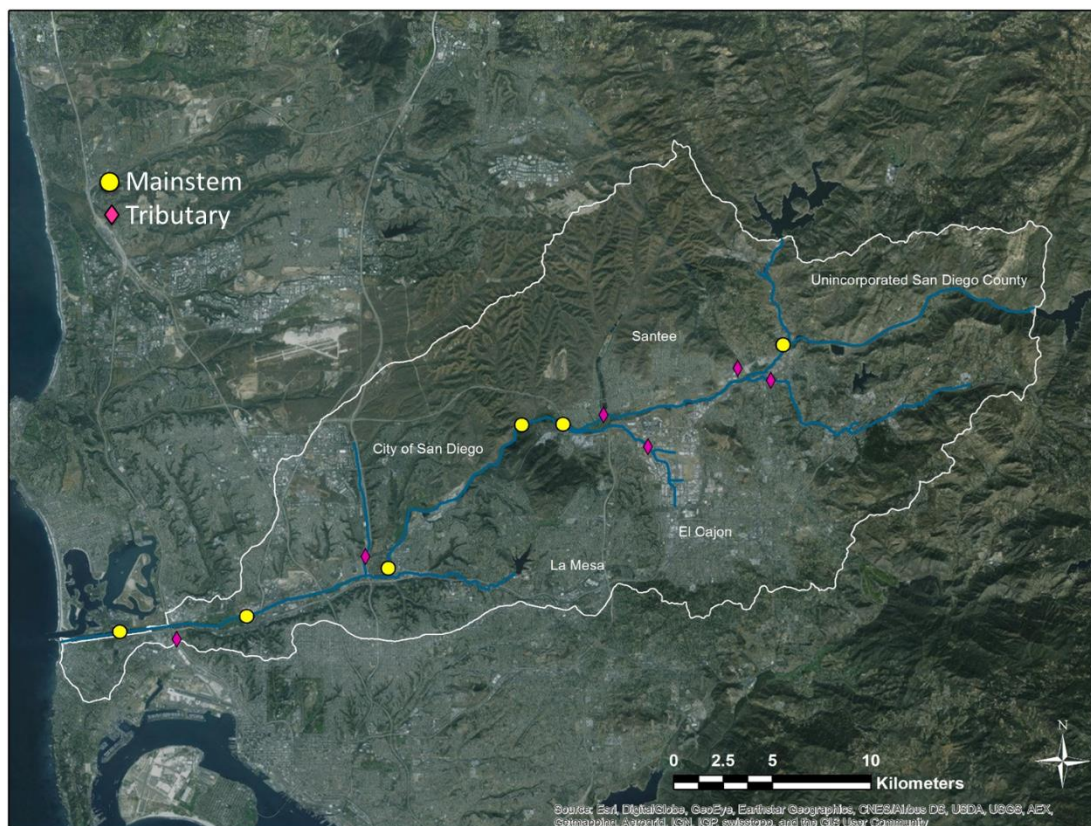 Mainstem
Tributary
Unincorporated San Diego County
Santee
City of San Diego
El Cajon
La Mesa
N
0 2.5 5 10
Kilometers
Source: Esri, DigitalGlobe, GeoEye, Earthstar Geographics, CNES/Airbus DS, USDA, USGS, AEX,
Getmapping, Aerogrid, IGN, IGP, swisstopo, and the GIS User Community